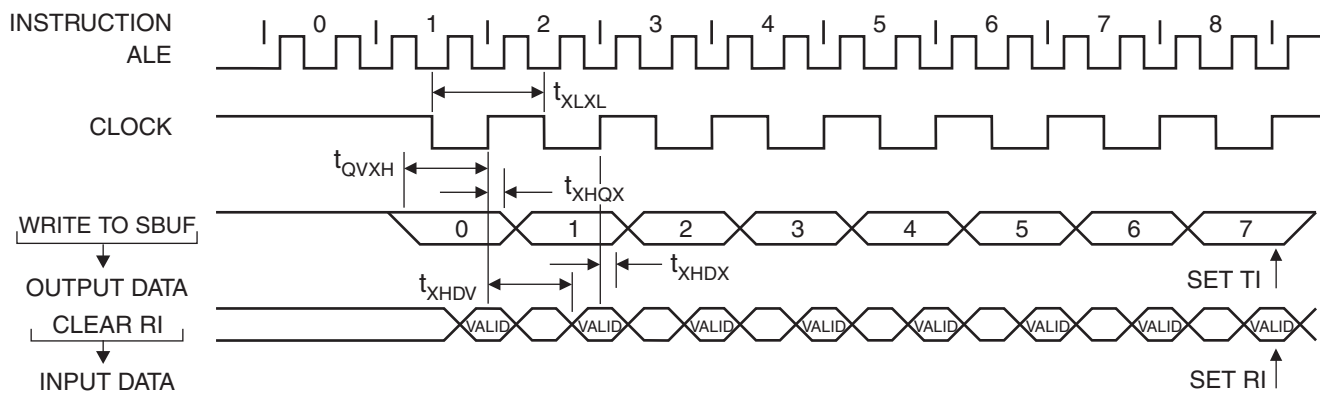 INSTRUCTION
0 1 2 3 4 5 6 7 8
ALE
tXLXL
CLOCK
tQVXH
tXHQX
WRITE TO SBUF
0 1 2 3 4 5 6 7
tXHDX
SET TI
OUTPUT DATA
tXHDV
CLEAR RI
VALID VALID VALID VALID VALID VALID VALID VALID
INPUT DATA
SET RI